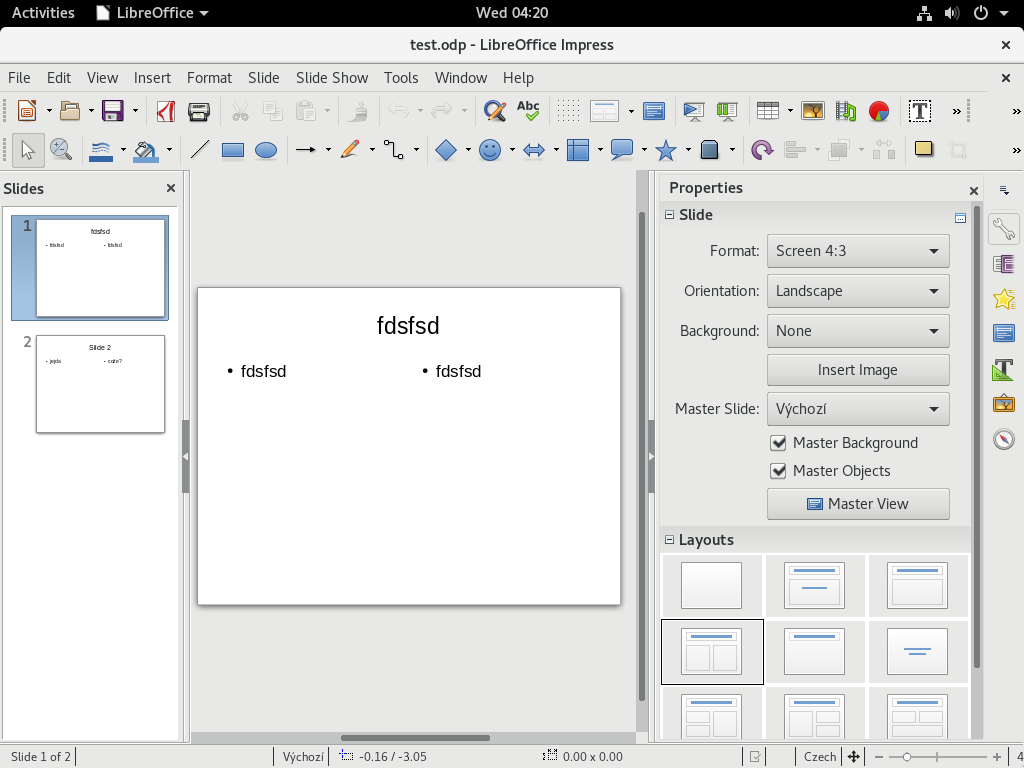 Activities LibreOffice Wed 04:20
test.odp - LibreOffice Impress
File Edit View Insert Format Slide Slide Show Tools Window Help
Abc
Slides
1
fdsfsd
• fdsfsd • fdsfsd
2
Slide 2
• jejda • cože?
fdsfsd
• fdsfsd • fdsfsd
Properties
Slide
Format: Screen 4:3
Orientation: Landscape
Background: None
Insert Image
Master Slide: Výchozí
Master Background
Master Objects
Master View
Layouts
Slide 1 of 2 Výchozí -0.16 / -3.05 0.00 x 0.00 Czech 4